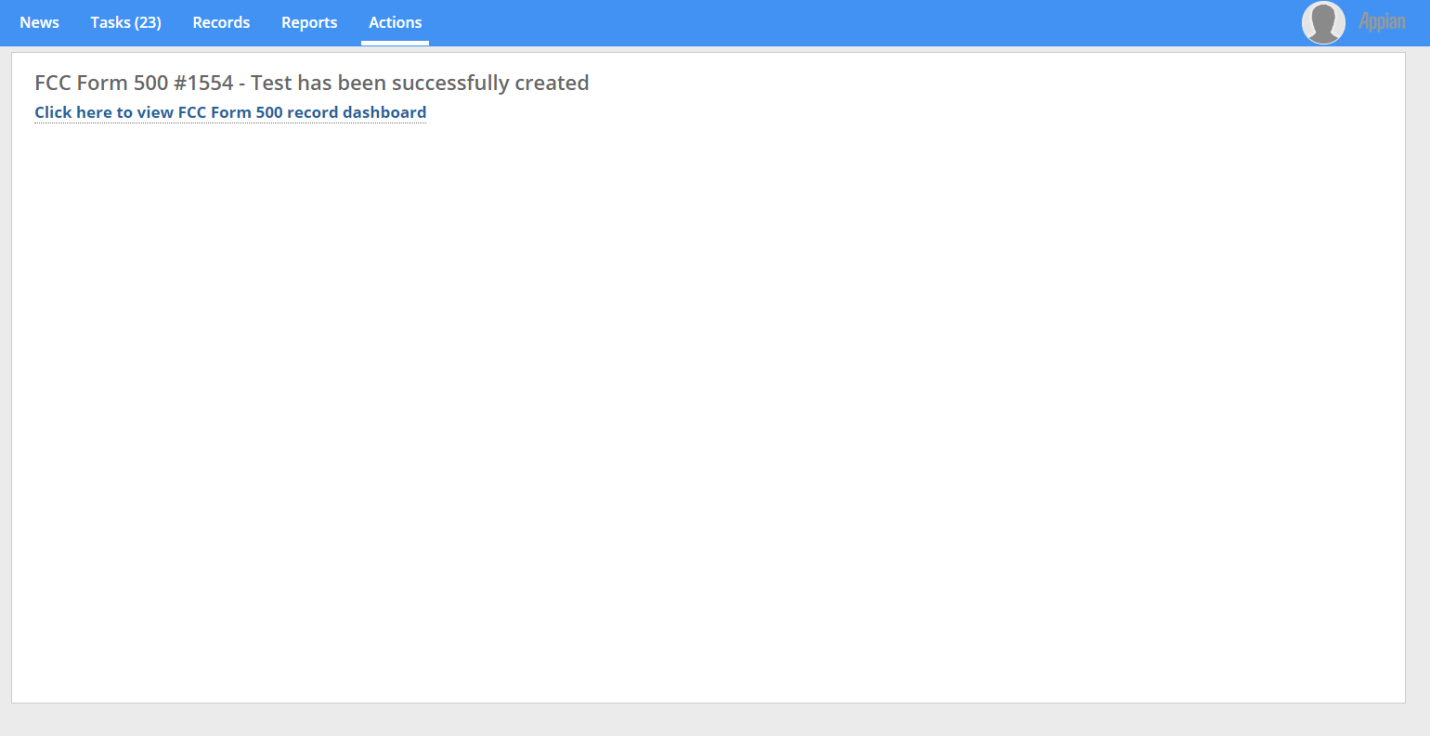 News Tasks (23) Records Reports Actions Appian
FCC Form 500 #1554 - Test has been successfully created
Click here to view FCC Form 500 record dashboard